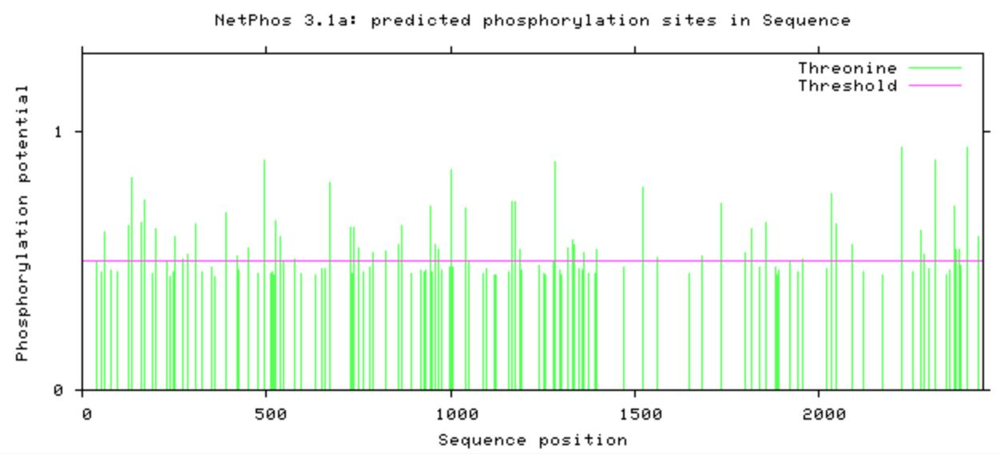 NetPhos 3.1a: predicted phosphorylation sites in Sequence
Threonine
Threshold
Phosphorylation potential
1
0
0 500 1000 1500 2000
Sequence position